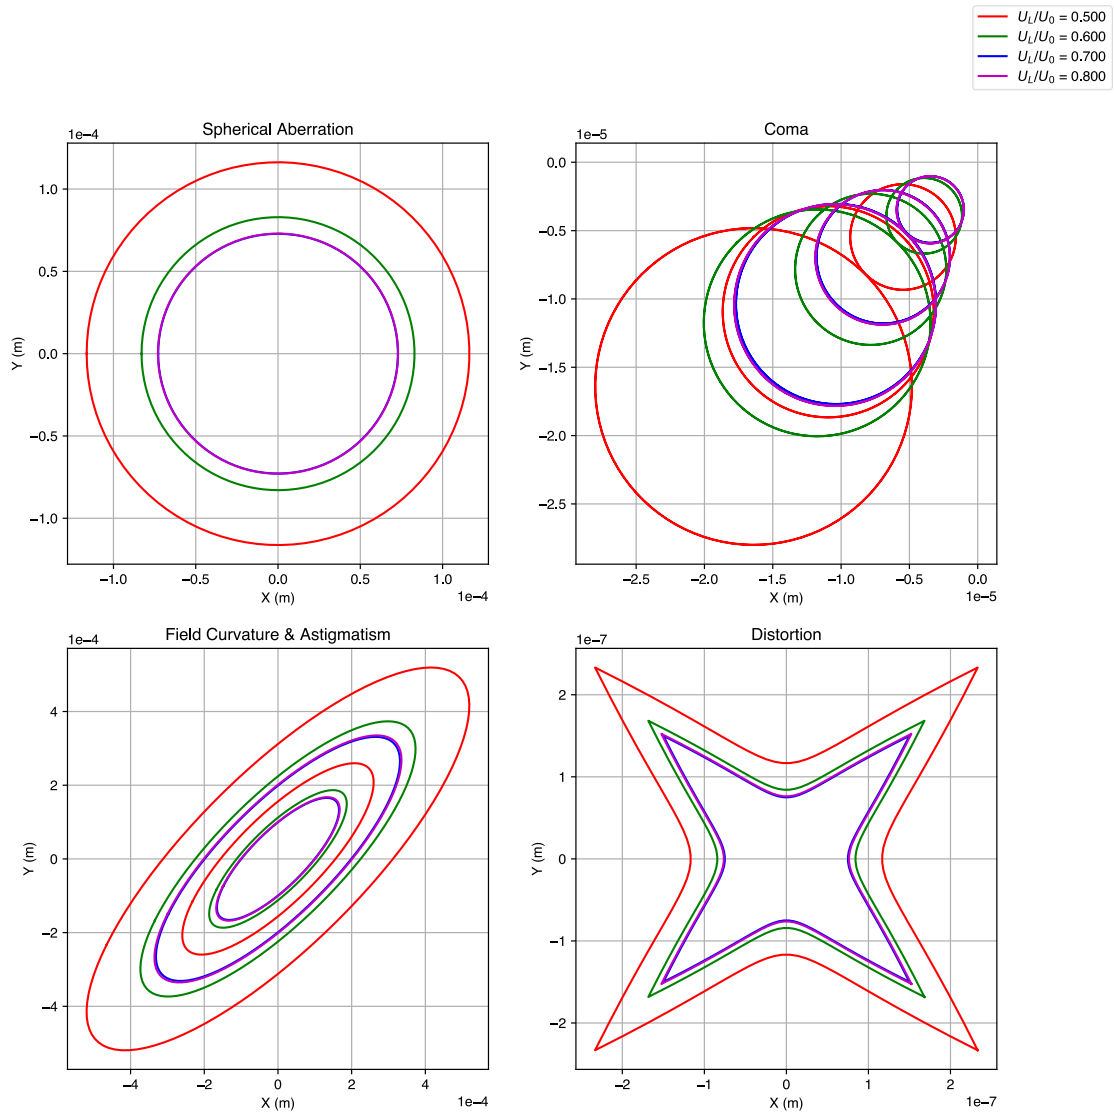 U_L/U_0 = 0.500
U_L/U_0 = 0.600
U_L/U_0 = 0.700
U_L/U_0 = 0.800
Spherical Aberration
1e−4
1.0
0.5
0.0
−0.5
−1.0
Y (m)
−1.0 −0.5 0.0 0.5 1.0
X (m)
1e−4
Coma
1e−5
0.0
−0.5
−1.0
−1.5
−2.0
−2.5
Y (m)
−2.5 −2.0 −1.5 −1.0 −0.5 0.0
X (m)
1e−5
Field Curvature & Astigmatism
1e−4
4
2
0
−2
−4
Y (m)
−4 −2 0 2 4
X (m)
1e−4
Distortion
1e−7
2
1
0
−1
−2
Y (m)
−2 −1 0 1 2
X (m)
1e−7